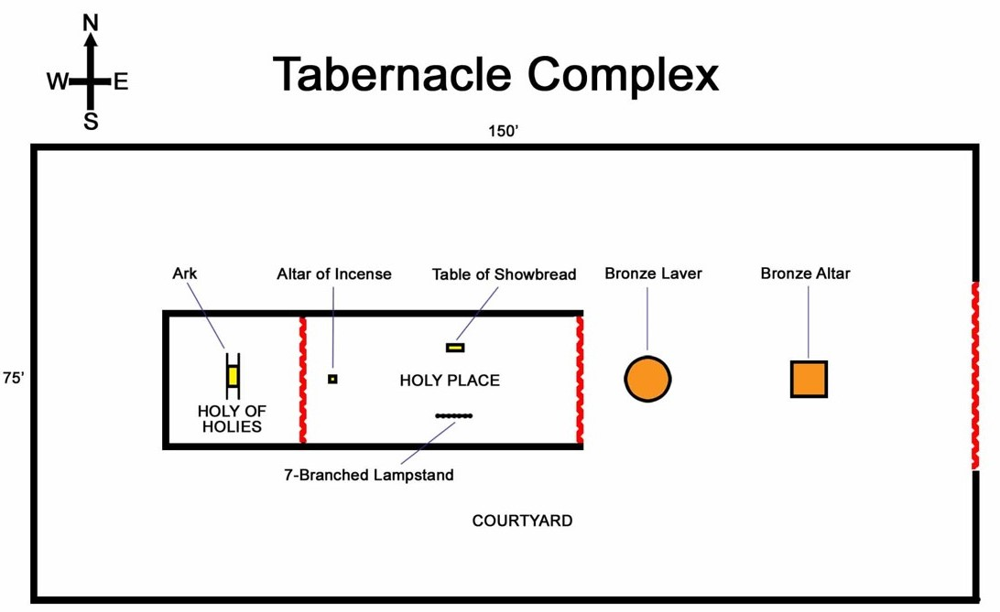 N
W E
S
Tabernacle Complex
150’
75’
Ark
Altar of Incense
Table of Showbread
Bronze Laver
Bronze Altar
HOLY PLACE
HOLY OF
HOLIES
7-Branched Lampstand
COURTYARD